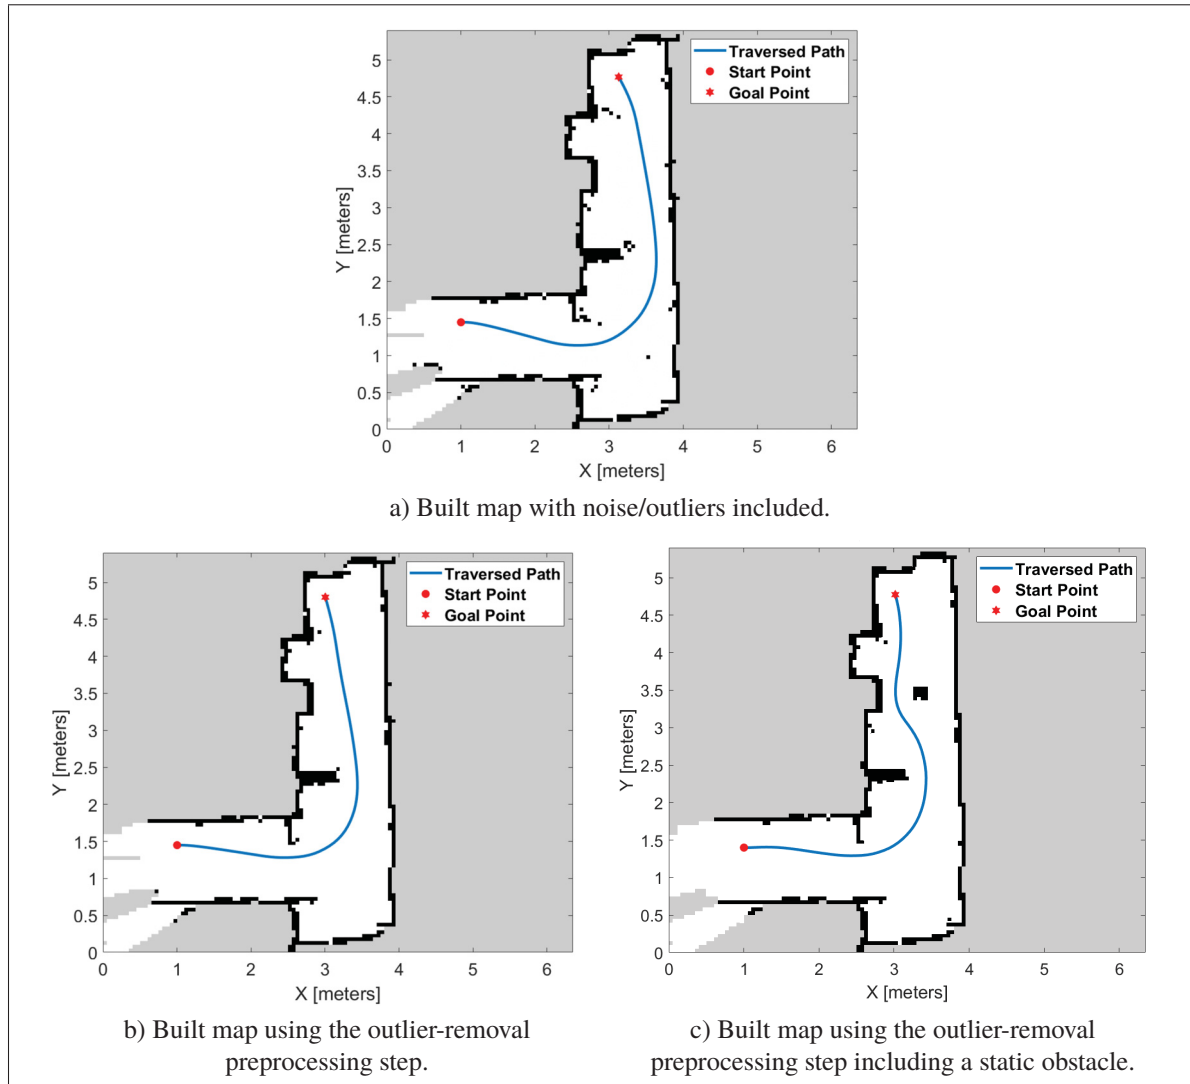 Traversed Path
Start Point
Goal Point
5
4.5
4
3.5
3
2.5
2
1.5
1
0.5
0
Y [meters]
0 1 2 3 4 5 6
X [meters]
a) Built map with noise/outliers included.
Traversed Path
Start Point
Goal Point
5
4.5
4
3.5
3
2.5
2
1.5
1
0.5
0
Y [meters]
0 1 2 3 4 5 6
X [meters]
b) Built map using the outlier-removal
preprocessing step.
Traversed Path
Start Point
Goal Point
5
4.5
4
3.5
3
2.5
2
1.5
1
0.5
0
Y [meters]
0 1 2 3 4 5 6
X [meters]
c) Built map using the outlier-removal
preprocessing step including a static obstacle.